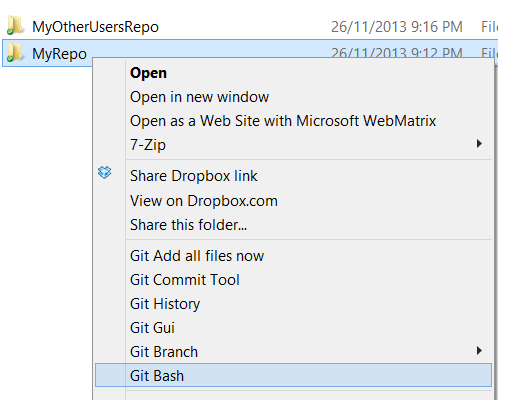 MyOtherUsersRepo 26/11/2013 9:16 PM File
MyRepo 26/11/2013 9:12 PM File
Open
Open in new window
Open as a Web Site with Microsoft WebMatrix
7-Zip
Share Dropbox link
View on Dropbox.com
Share this folder...
Git Add all files now
Git Commit Tool
Git History
Git Gui
Git Branch
Git Bash